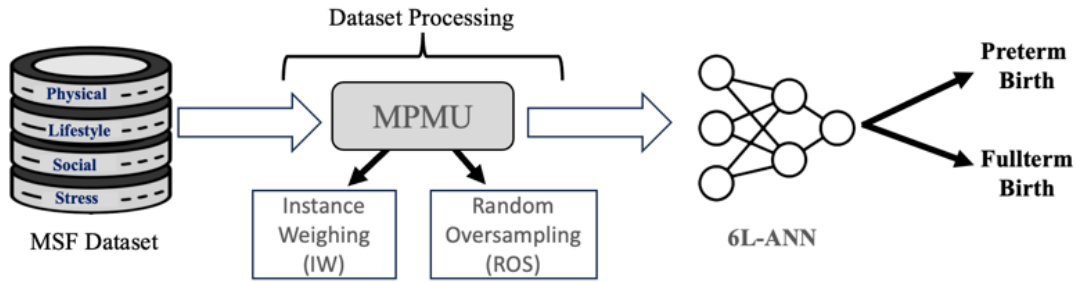 Dataset Processing
Physical
Lifestyle
Social
Stress
MSF Dataset
MPMU
Instance
Weighing
(IW)
Random
Oversampling
(ROS)
6L-ANN
Preterm
Birth
Fullterm
Birth